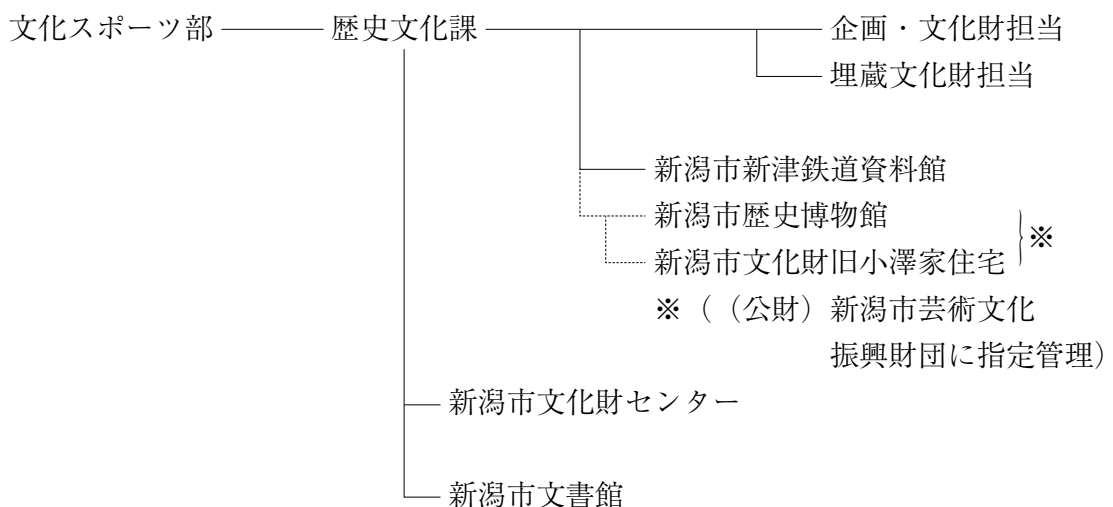 文化スポーツ部 歴史文化課 企画・文化財担当
埋蔵文化財担当
新潟市新津鉄道資料館
新潟市歴史博物館
※
新潟市文化財旧小澤家住宅
※（（公財）新潟市芸術文化
振興財団に指定管理）
新潟市文化財センター
新潟市文書館